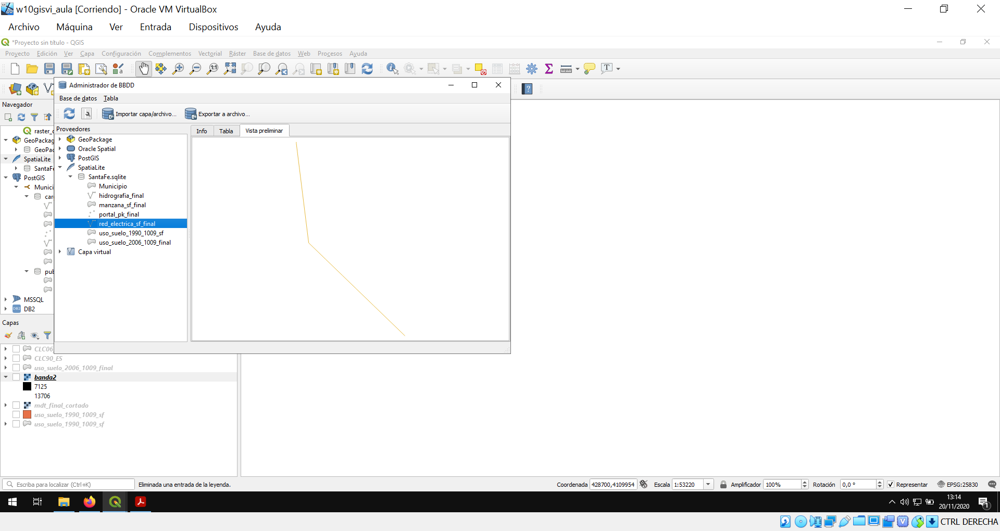 w10gisvi_aula [Corriendo] - Oracle VM VirtualBox
Archivo Máquina Ver Entrada Dispositivos Ayuda
*Proyecto sin título - QGIS
Proyecto Edición Ver Capa Configuración Complementos Vectorial Ráster Base de datos Web Procesos Ayuda
Administrador de BBDD
Base de datos Tabla
Importar capa/archivo... Exportar a archivo...
Navegador
Proveedores
Info Tabla Vista preliminar
raster_c
GeoPackag
GeoPac
SpatiaLite
SantaFe
PostGIS
Munici
car
pub
MSSQL
DB2
GeoPackage
Oracle Spatial
PostGIS
SpatiaLite
SantaFe.sqlite
Municipio
hidrografia_final
manzana_sf_final
portal_pk_final
red_electrica_sf_final
uso_suelo_1990_1009_sf
uso_suelo_2006_1009_final
Capa virtual
Capas
CLC06_
CLC90_ES
uso_suelo_2006_1009_final
banda2
7125
13706
mdt_final_cortado
uso_suelo_1990_1009_sf
uso_suelo_1990_1009_sf
Escriba para localizar (Ctrl+K) Eliminada una entrada de la leyenda. Coordenada 428700,4109954 Escala 1:53220 Amplificador 100% Rotación 0,0 ° Representar EPSG:25830
13:14
20/11/2020
1
CTRL DERECHA